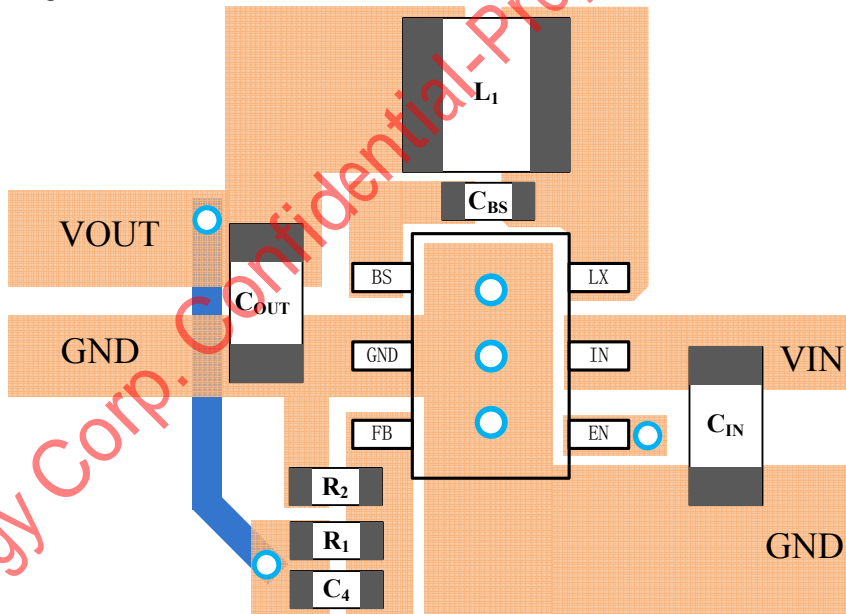 L1
CBS
VOUT
BS
LX
COUT
GND
GND
IN
VIN
FB
EN
CIN
R2
R1
GND
C4
gy Corp. Confidential-Prop